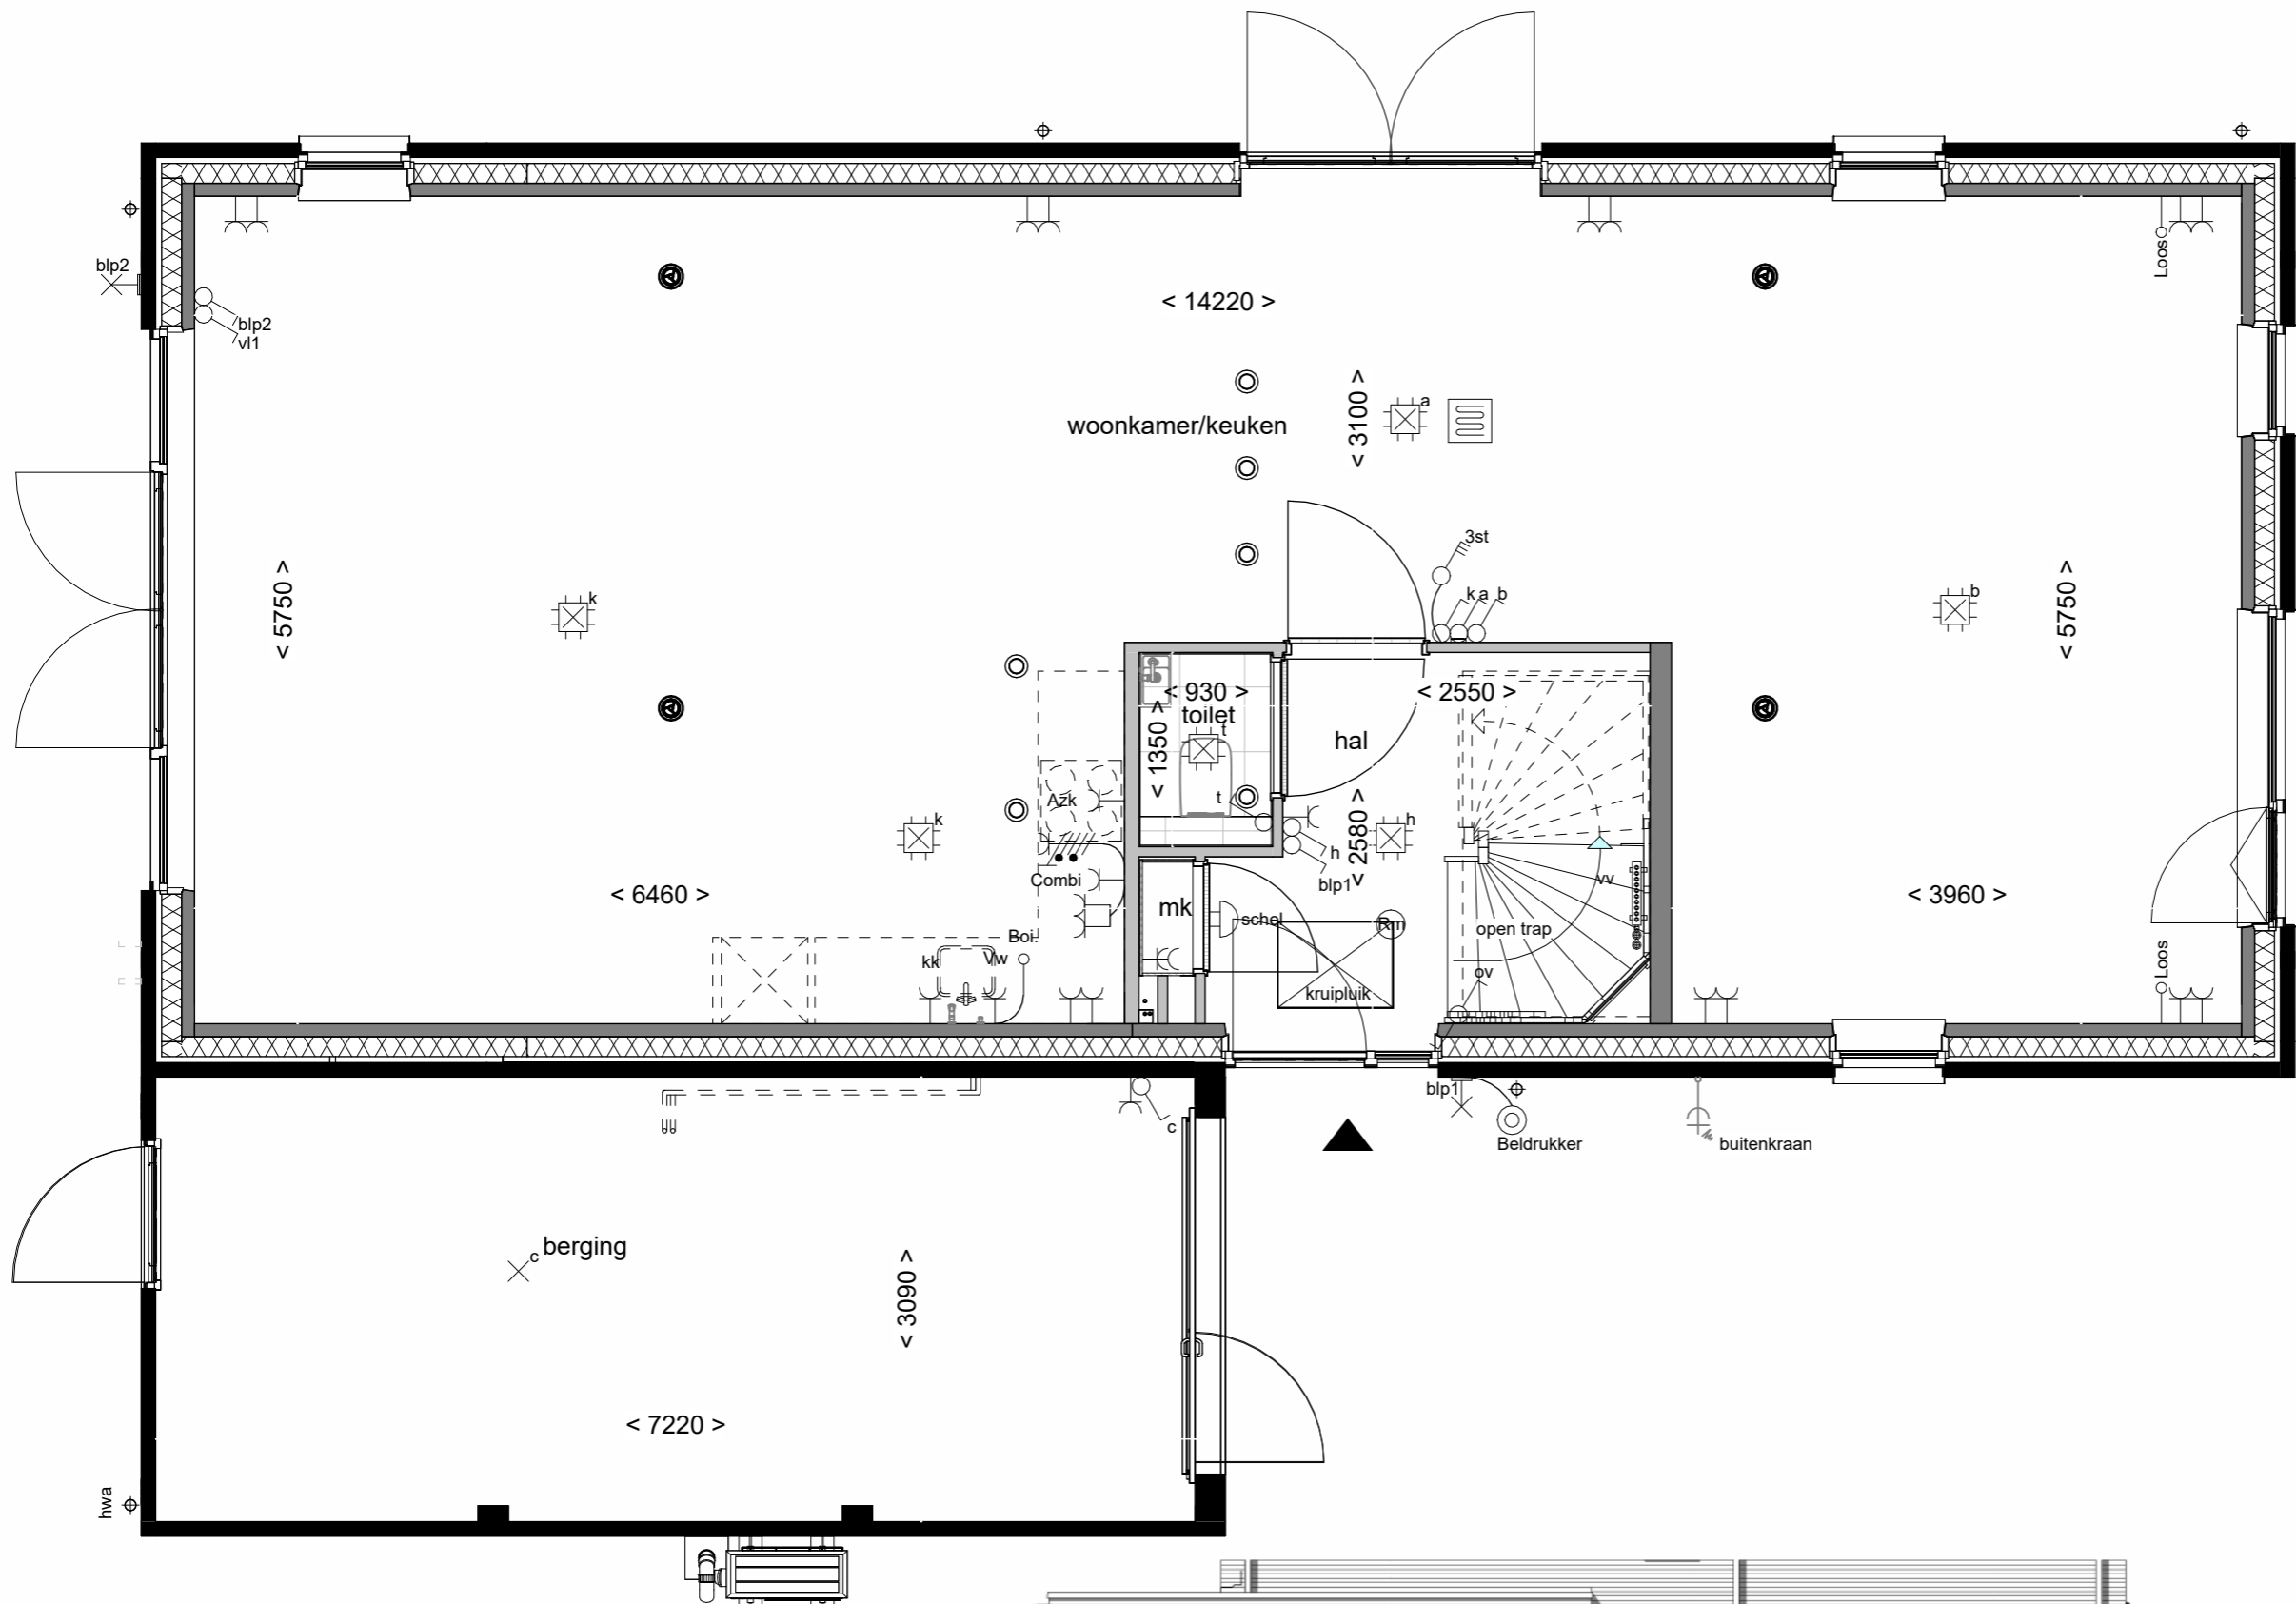 blp2
blp2
vl1
< 14220 >
Loos
< 3100 >
a
woonkamer/keuken
3st
k a b
< 5750 >
k
b
< 5750 >
< 930 >
toilet
t
< 1350 >
< 2550 >
hal
Azk
t
k
< 2580 >
h
h
blp1
Combi
< 6460 >
mk
schel
Rm
vv
open trap
< 3960 >
kk
Vw
Boi.
kruipluik
ov
Loos
blp1
c
Beldrukker
buitenkraan
c
berging
< 3090 >
< 7220 >
hwa